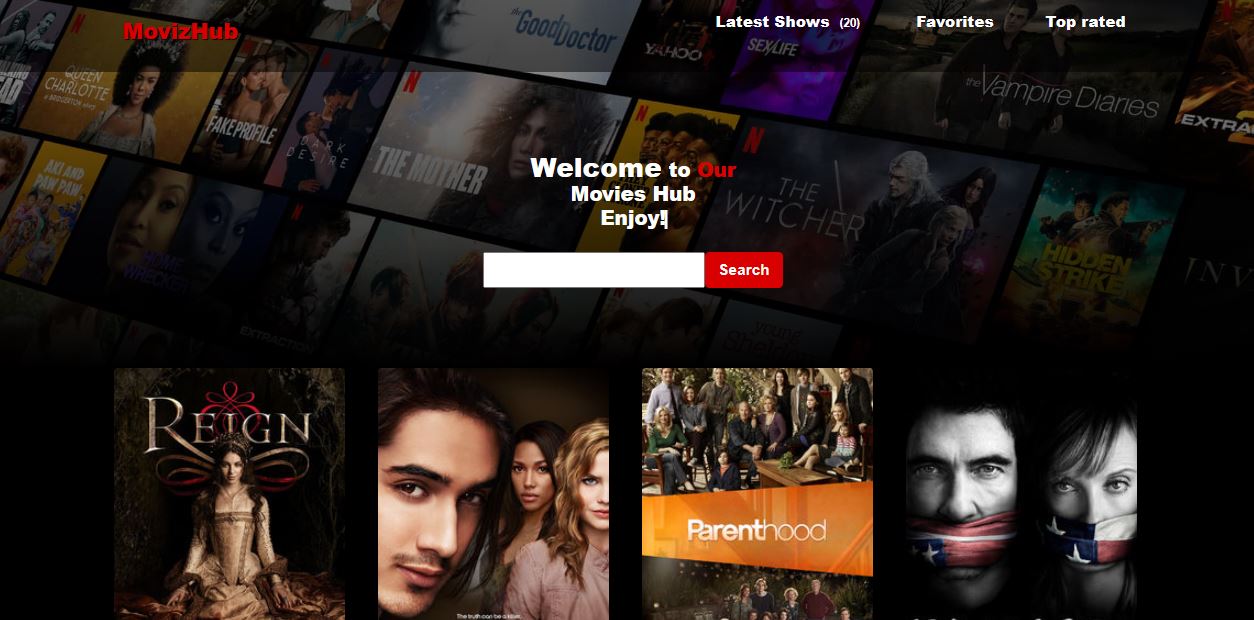 MovizHub
Latest Shows (20)
Favorites
Top rated
the
GoodDoctor
YAHOO
SEX/LIFE
QUEEN
CHARLOTTE
A BRIDGERTON story
FAKE PROFILE
DARK
DESIRE
THE MOTHER
the Vampire Diaries
EXTRA
AKI AND
PAW PAW
HOME
WRECKER
THE
WITCHER
HIDDEN
STRIKE
INV
EXTRACTION
young
Sheldon
Welcome to Our
Movies Hub
Enjoy!
Search
REIGN
The truth can be a killer.
Parenthood